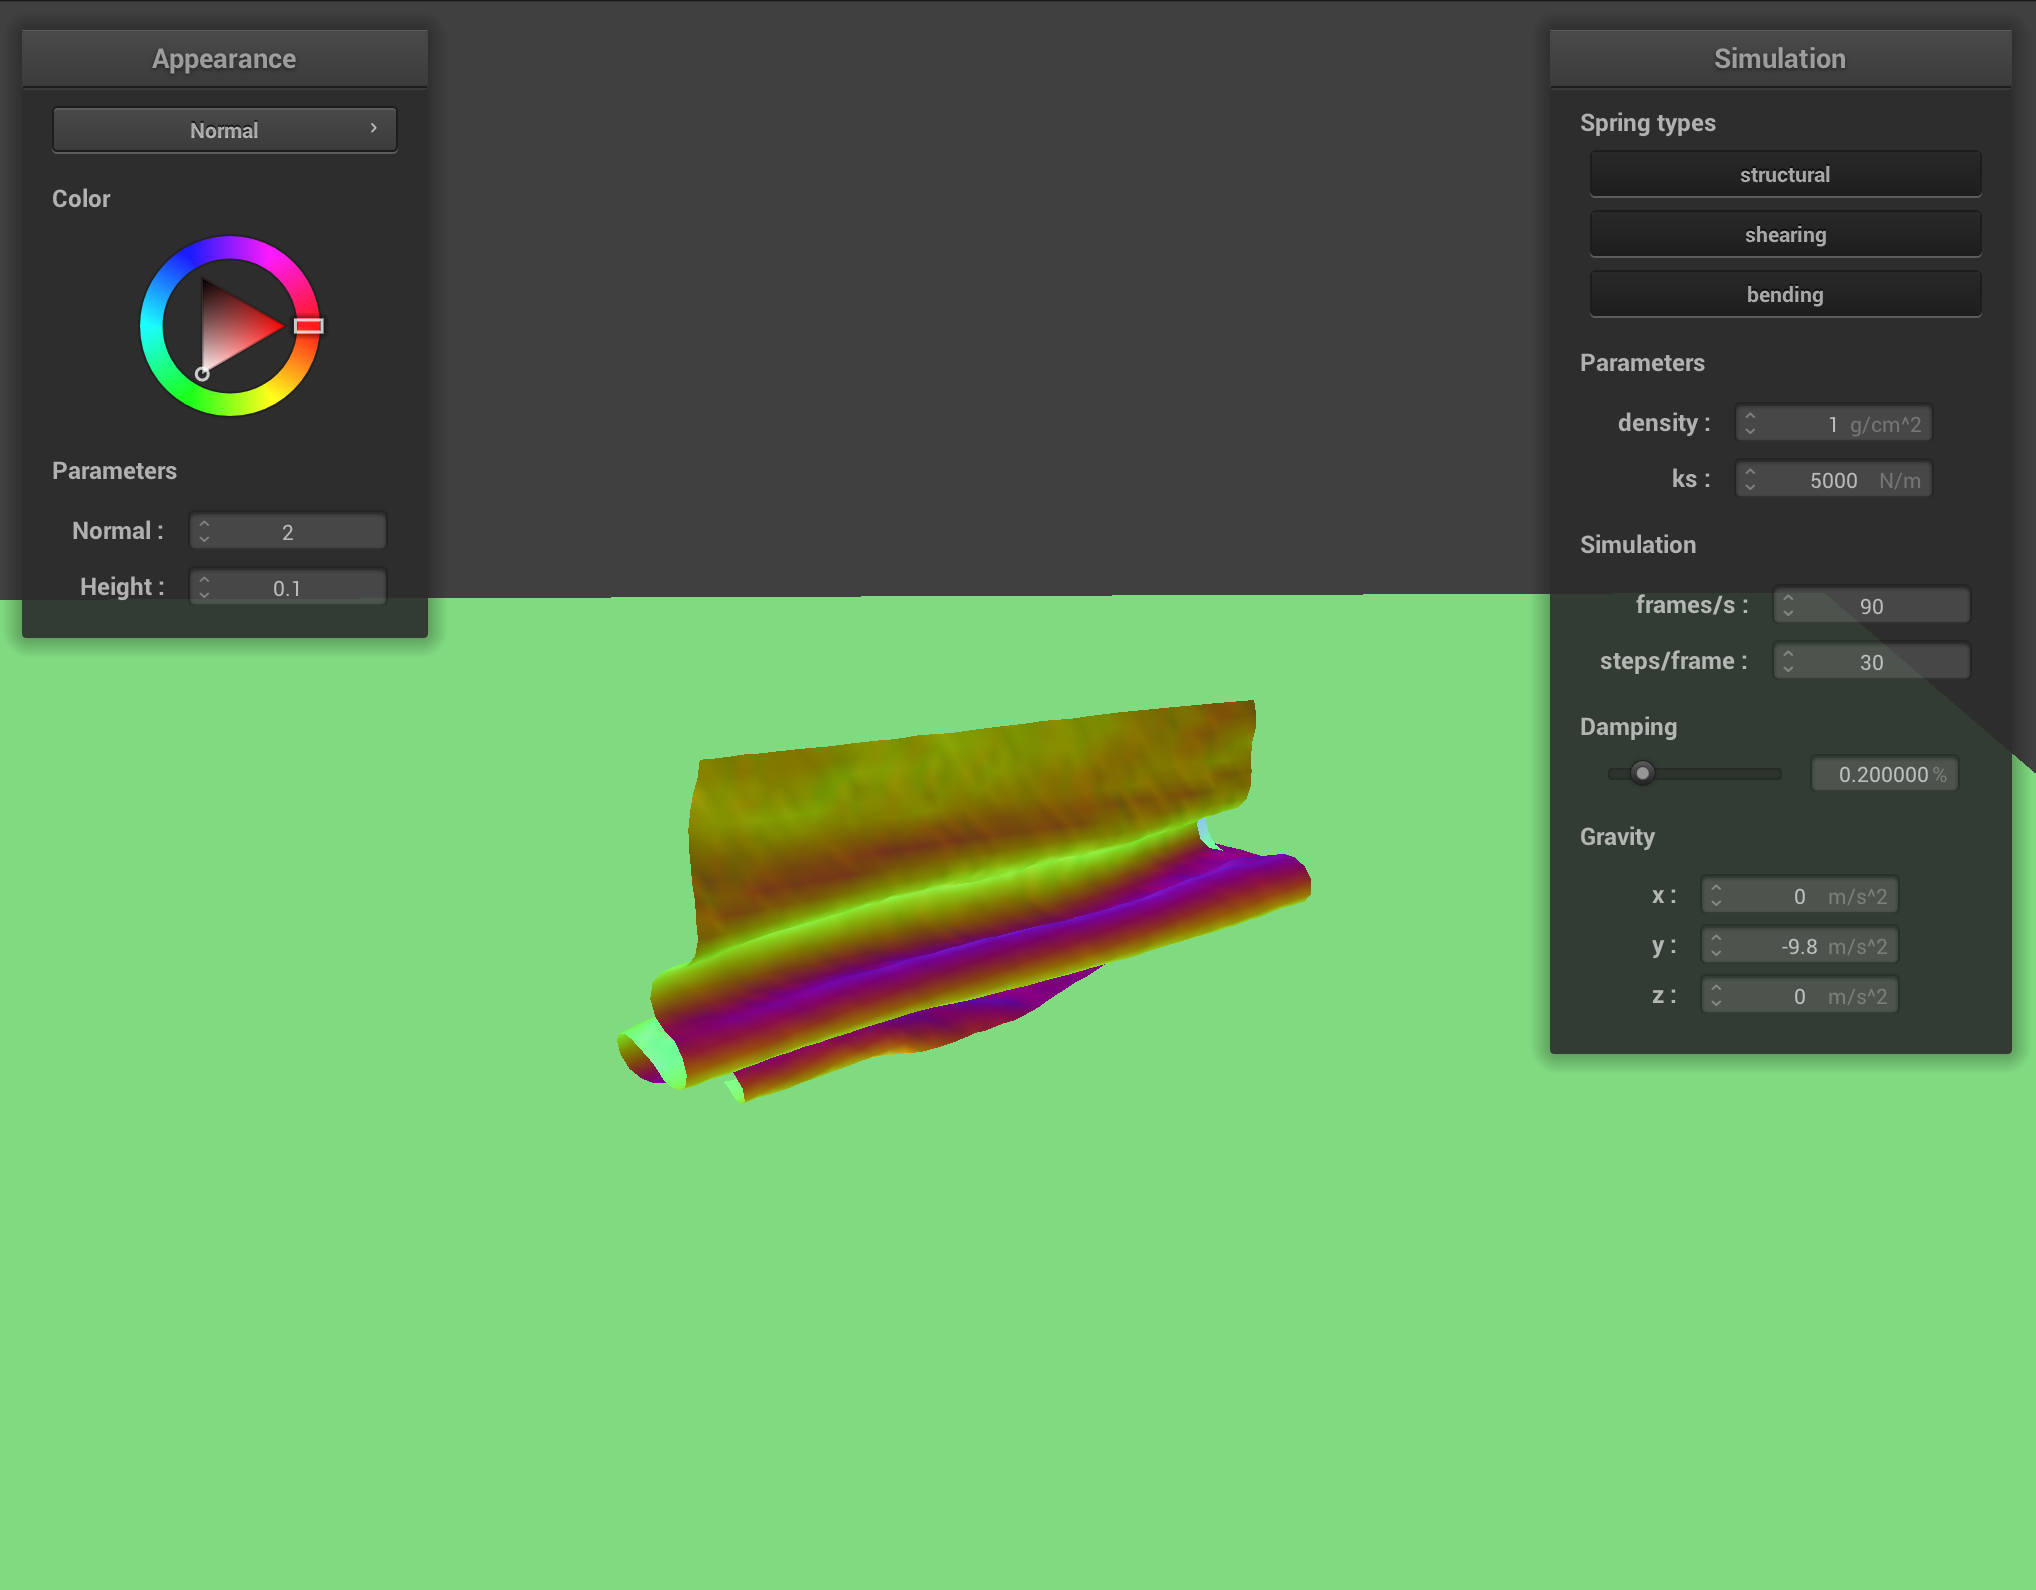 Appearance
Normal
Color
Parameters
Normal : 2
Height : 0.1
Simulation
Spring types
structural
shearing
bending
Parameters
density : 1 g/cm^2
ks : 5000 N/m
Simulation
frames/s : 90
steps/frame : 30
Damping
0.200000 %
Gravity
x : 0 m/s^2
y : -9.8 m/s^2
z : 0 m/s^2